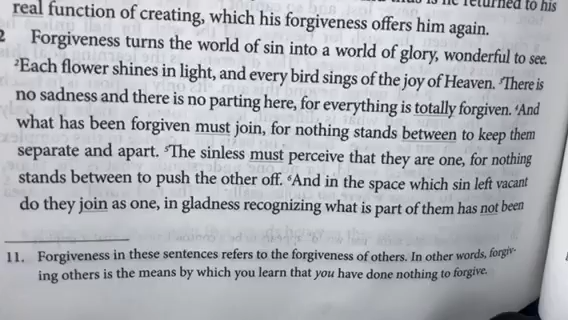 is he returned to his
real function of creating, which his forgiveness offers him again.
2 Forgiveness turns the world of sin into a world of glory, wonderful to see.
²Each flower shines in light, and every bird sings of the joy of Heaven. ³There is
no sadness and there is no parting here, for everything is totally forgiven. ⁴And
what has been forgiven must join, for nothing stands between to keep them
separate and apart. ⁵The sinless must perceive that they are one, for nothing
stands between to push the other off. ⁶And in the space which sin left vacant
do they join as one, in gladness recognizing what is part of them has not been
11. Forgiveness in these sentences refers to the forgiveness of others. In other words, forgiv-
ing others is the means by which you learn that you have done nothing to forgive.